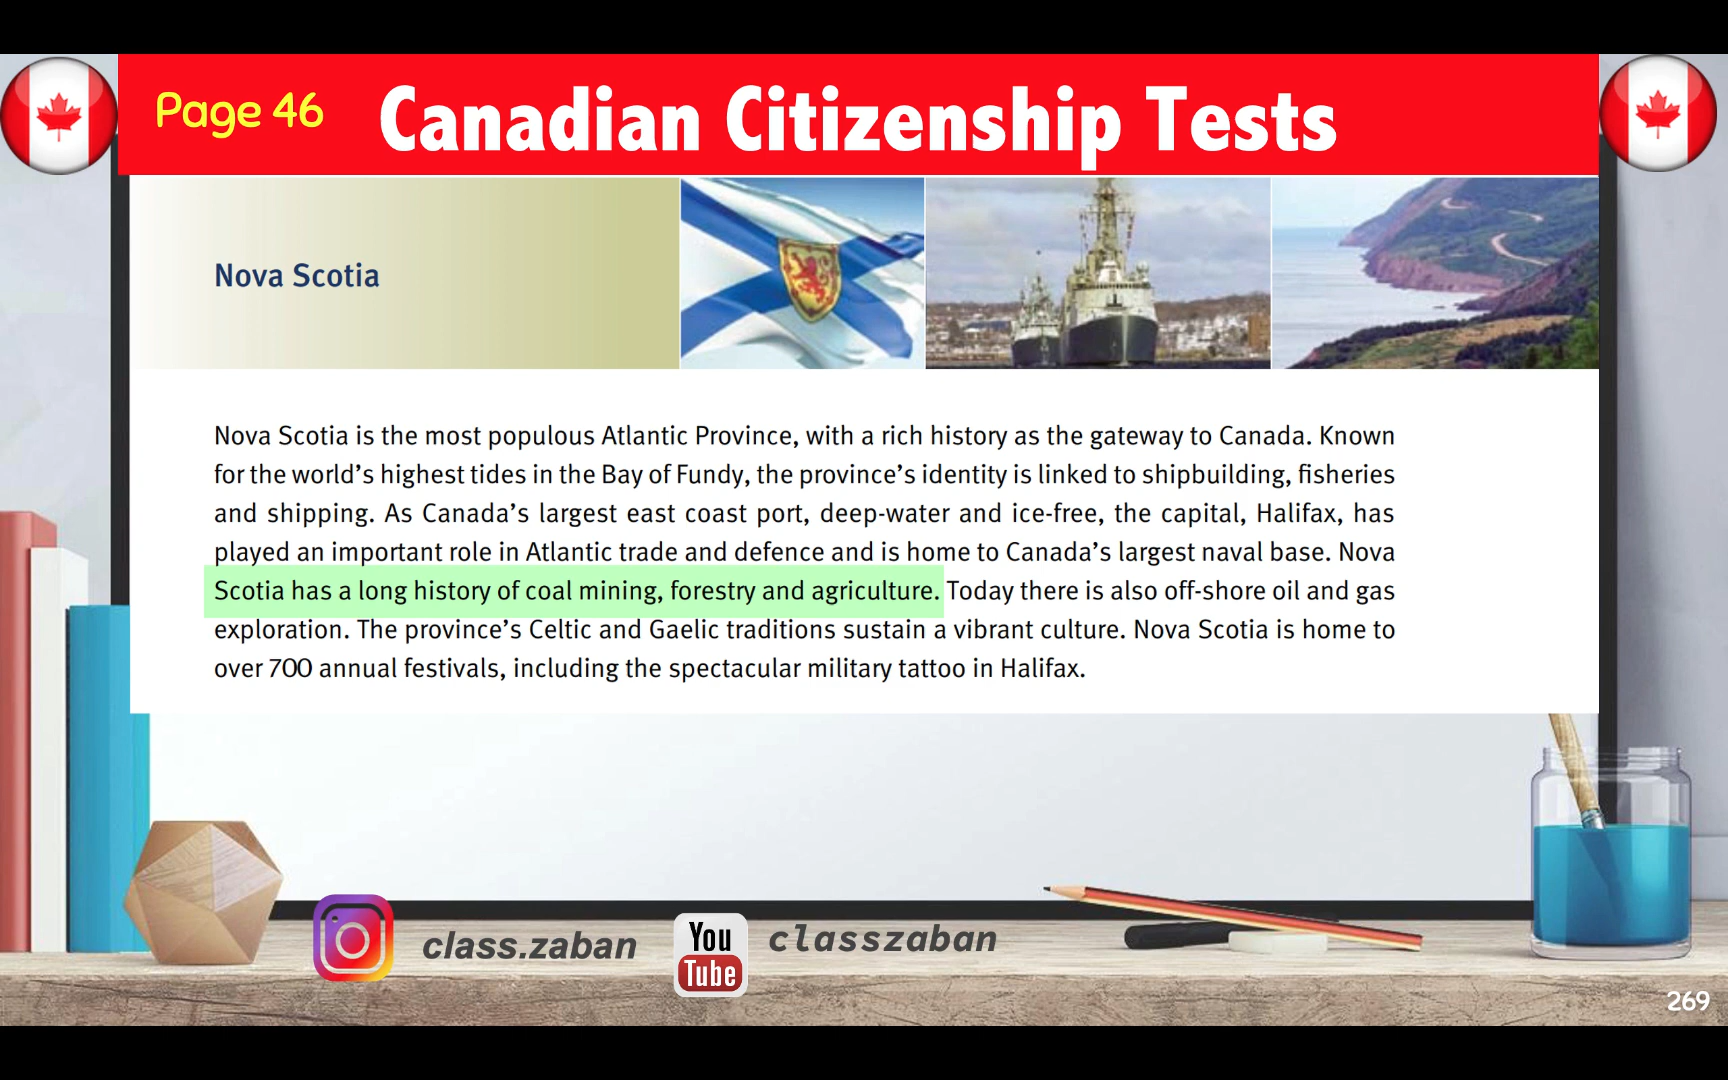 Page 46 Canadian Citizenship Tests
Nova Scotia
Nova Scotia is the most populous Atlantic Province, with a rich history as the gateway to Canada. Known
for the world's highest tides in the Bay of Fundy, the province's identity is linked to shipbuilding, fisheries
and shipping. As Canada's largest east coast port, deep-water and ice-free, the capital, Halifax, has
played an important role in Atlantic trade and defence and is home to Canada's largest naval base. Nova
Scotia has a long history of coal mining, forestry and agriculture. Today there is also off-shore oil and gas
exploration. The province's Celtic and Gaelic traditions sustain a vibrant culture. Nova Scotia is home to
over 700 annual festivals, including the spectacular military tattoo in Halifax.
class.zaban
You
Tube
classzaban
269